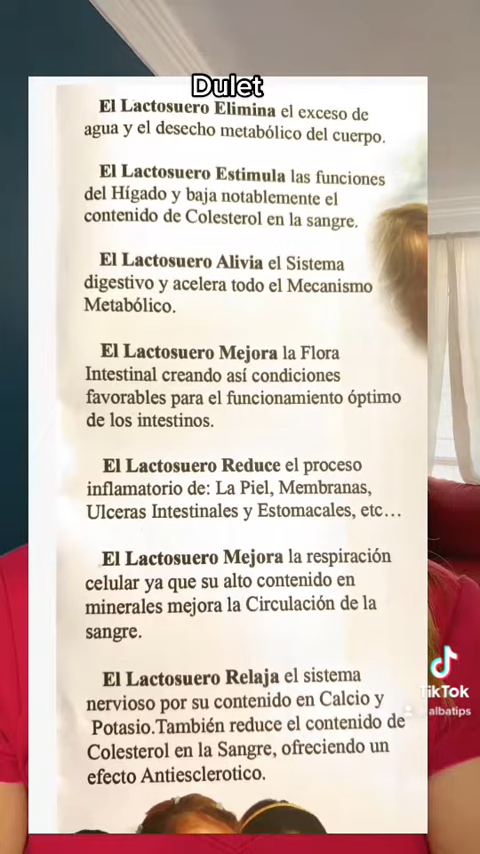 Dulet
El Lactosuero Elimina el exceso de
agua y el desecho metabólico del cuerpo.
El Lactosuero Estimula las funciones
del Hígado y baja notablemente el
contenido de Colesterol en la sangre.
El Lactosuero Alivia el Sistema
digestivo y acelera todo el Mecanismo
Metabólico.
El Lactosuero Mejora la Flora
Intestinal creando así condiciones
favorables para el funcionamiento óptimo
de los intestinos.
El Lactosuero Reduce el proceso
inflamatorio de: La Piel, Membranas,
Ulceras Intestinales y Estomacales, etc…
El Lactosuero Mejora la respiración
celular ya que su alto contenido en
minerales mejora la Circulación de la
sangre.
El Lactosuero Relaja el sistema
nervioso por su contenido en Calcio y
Potasio.También reduce el contenido de
Colesterol en la Sangre, ofreciendo un
efecto Antiesclerotico.
TikTok
albatips